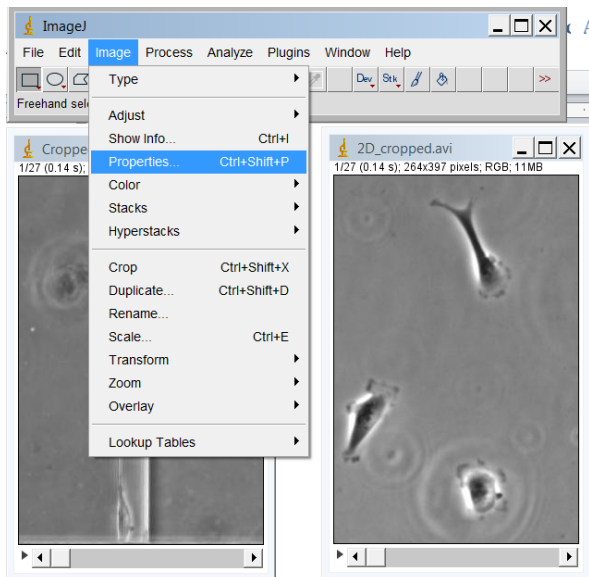 ImageJ
File Edit Image Process Analyze Plugins Window Help
Dev Stk >>
Freehand sel
Type
Adjust
Show Info... Ctrl+I
Properties... Ctrl+Shift+P
Color
Stacks
Hyperstacks
Crop Ctrl+Shift+X
Duplicate... Ctrl+Shift+D
Rename...
Scale... Ctrl+E
Transform
Zoom
Overlay
Lookup Tables
Croppe
1/27 (0.14 s);
2D_cropped.avi
1/27 (0.14 s); 264x397 pixels; RGB; 11MB